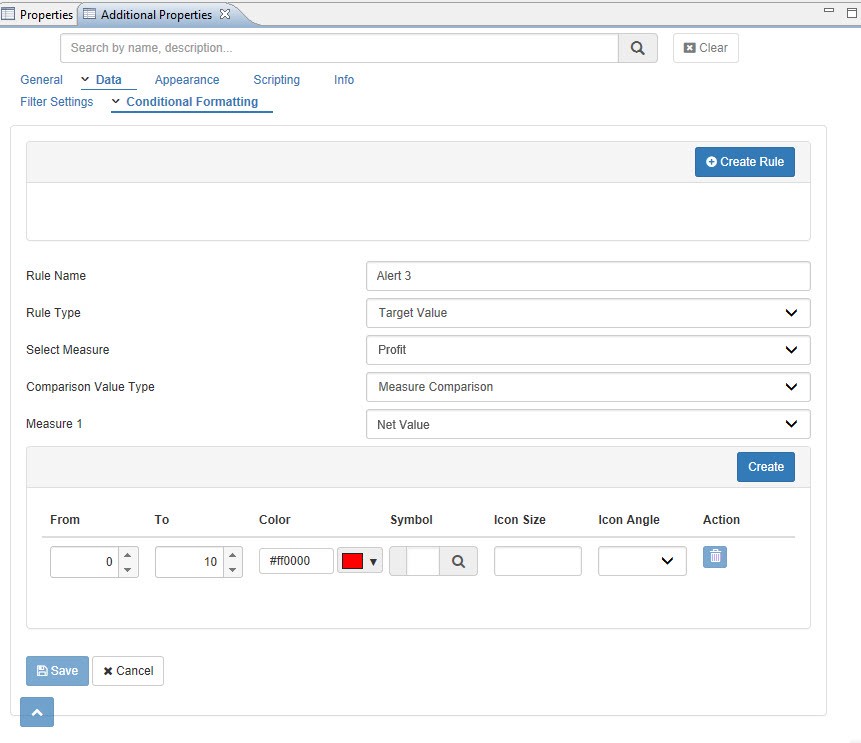 Properties Additional Properties
Search by name, description... Clear
General Data Appearance Scripting Info
Filter Settings Conditional Formatting
Create Rule
Rule Name Alert 3
Rule Type Target Value
Select Measure Profit
Comparison Value Type Measure Comparison
Measure 1 Net Value
Create
From To Color Symbol Icon Size Icon Angle Action
0 10 #ff0000
Save Cancel